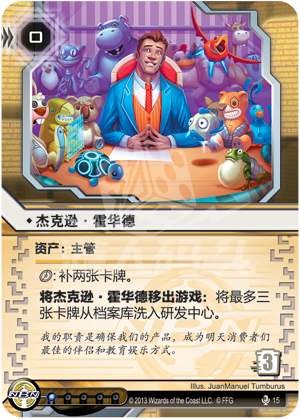 0
杰克逊·霍华德
资产：主管
:补两张卡牌。
将杰克逊·霍华德移出游戏：将最多三
张卡牌从档案库洗入研发中心。
我的职责是确保我们的产品，成为明天消费者们
最佳的伴侣和教育娱乐方式。
3
Illus. JuanManuel Tumburus
NBN
©2013 Wizards of the Coast LLC. © FFG
15